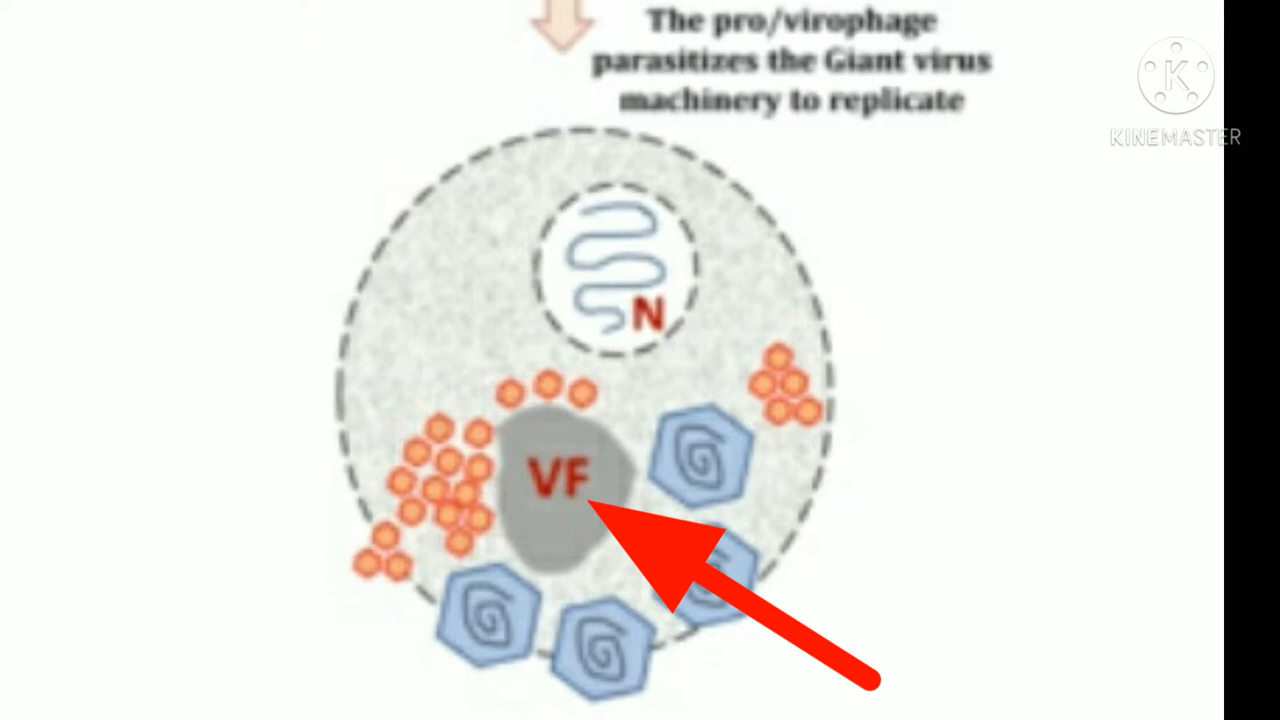 The pro/virophage
parasitizes the Giant virus
machinery to replicate
K
KINEMASTER
N
VF